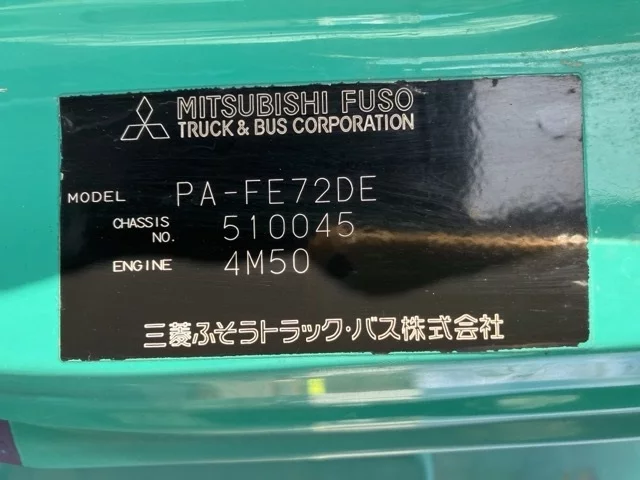 MITSUBISHI FUSO
TRUCK & BUS CORPORATION
MODEL PA-FE72DE
CHASSIS NO. 510045
ENGINE 4M50
三菱ふそうトラック・バス株式会社